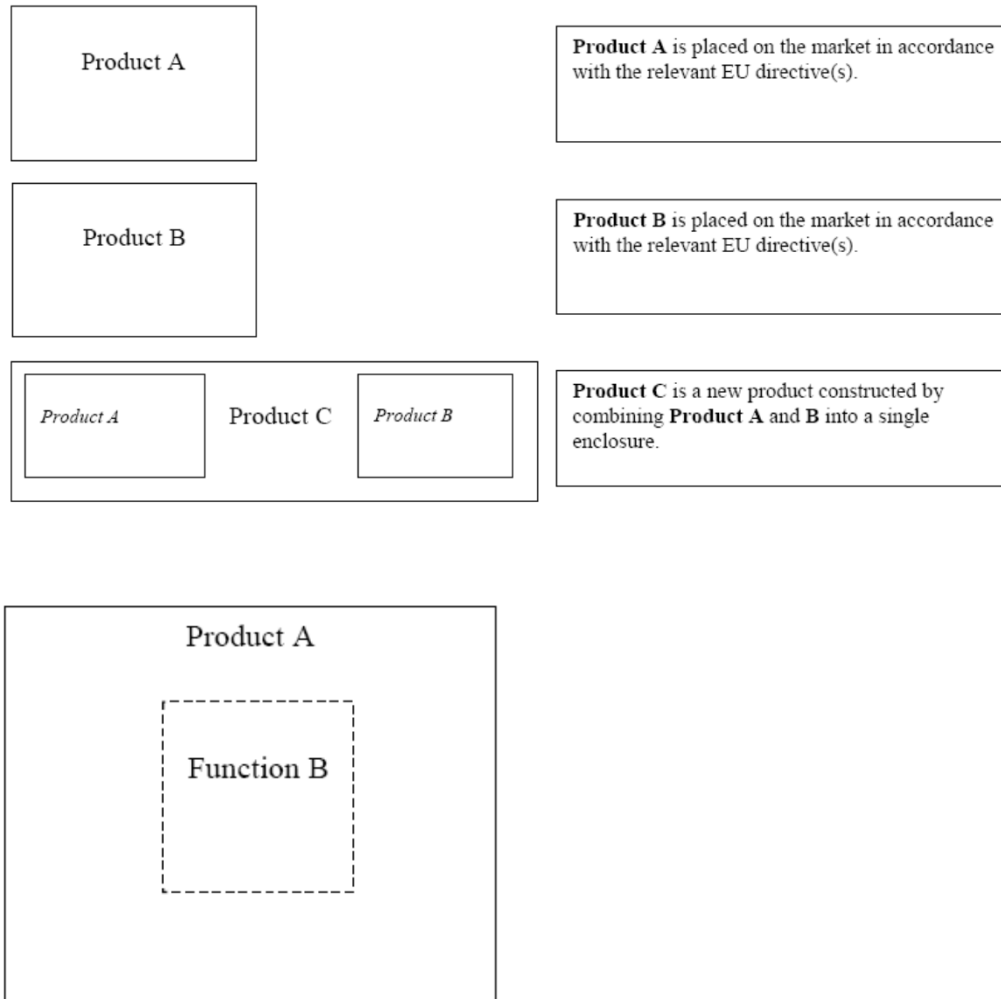 Product A
Product A is placed on the market in accordance
with the relevant EU directive(s).
Product B
Product B is placed on the market in accordance
with the relevant EU directive(s).
Product A
Product C
Product B
Product C is a new product constructed by
combining Product A and B into a single
enclosure.
Product A
Function B